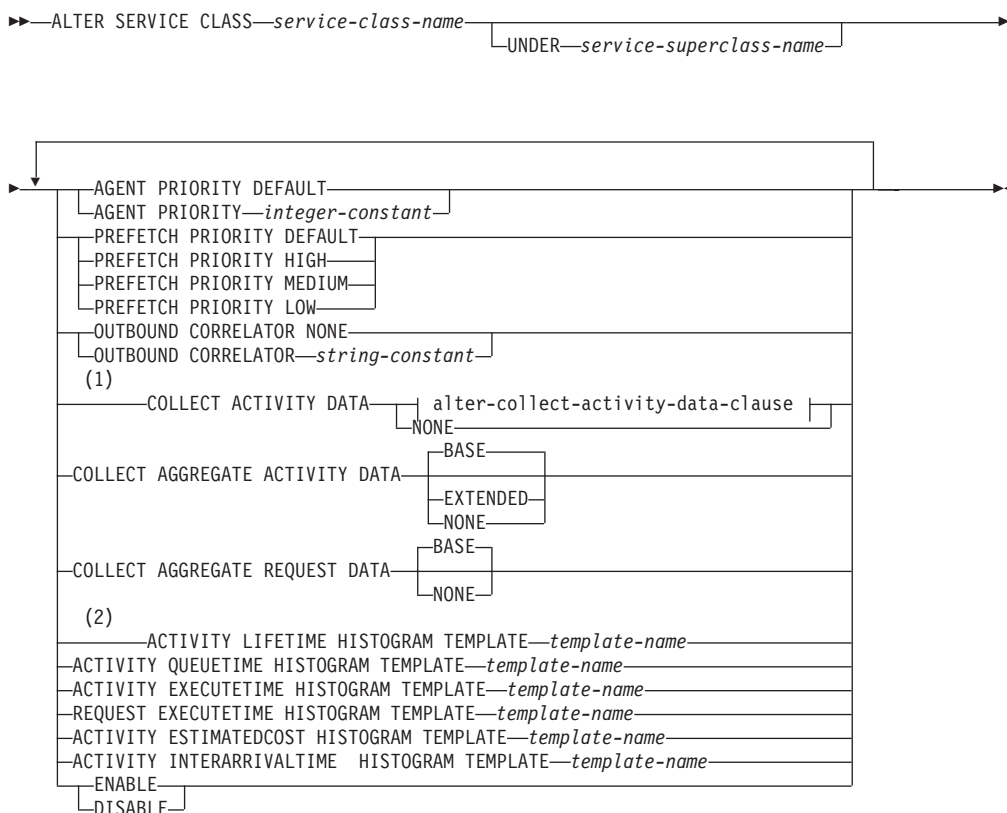 ALTER SERVICE CLASS service-class-name
UNDER service-superclass-name
AGENT PRIORITY DEFAULT
AGENT PRIORITY integer-constant
PREFETCH PRIORITY DEFAULT
PREFETCH PRIORITY HIGH
PREFETCH PRIORITY MEDIUM
PREFETCH PRIORITY LOW
OUTBOUND CORRELATOR NONE
OUTBOUND CORRELATOR string-constant
(1)
COLLECT ACTIVITY DATA alter-collect-activity-data-clause
NONE
BASE
COLLECT AGGREGATE ACTIVITY DATA
EXTENDED
NONE
BASE
COLLECT AGGREGATE REQUEST DATA
NONE
(2)
ACTIVITY LIFETIME HISTOGRAM TEMPLATE template-name
ACTIVITY QUEUETIME HISTOGRAM TEMPLATE template-name
ACTIVITY EXECUTETIME HISTOGRAM TEMPLATE template-name
REQUEST EXECUTETIME HISTOGRAM TEMPLATE template-name
ACTIVITY ESTIMATEDCOST HISTOGRAM TEMPLATE template-name
ACTIVITY INTERARRIVALTIME HISTOGRAM TEMPLATE template-name
ENABLE
DISABLE